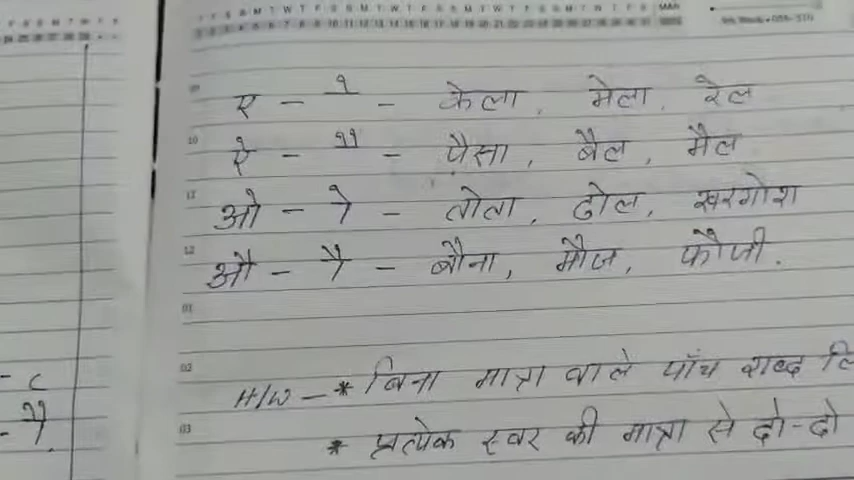 ए - े - केला, मेला, रेल
ऐ - ै - पैसा, बैल, मैल
ओ - ो - तोता, ढोल, खरगोश
औ - ौ - बौना, मौज, फौजी.
H/W - * बिना मात्रा वाले पाँच शब्द लि
* प्रत्येक स्वर की मात्रा से दो-दो